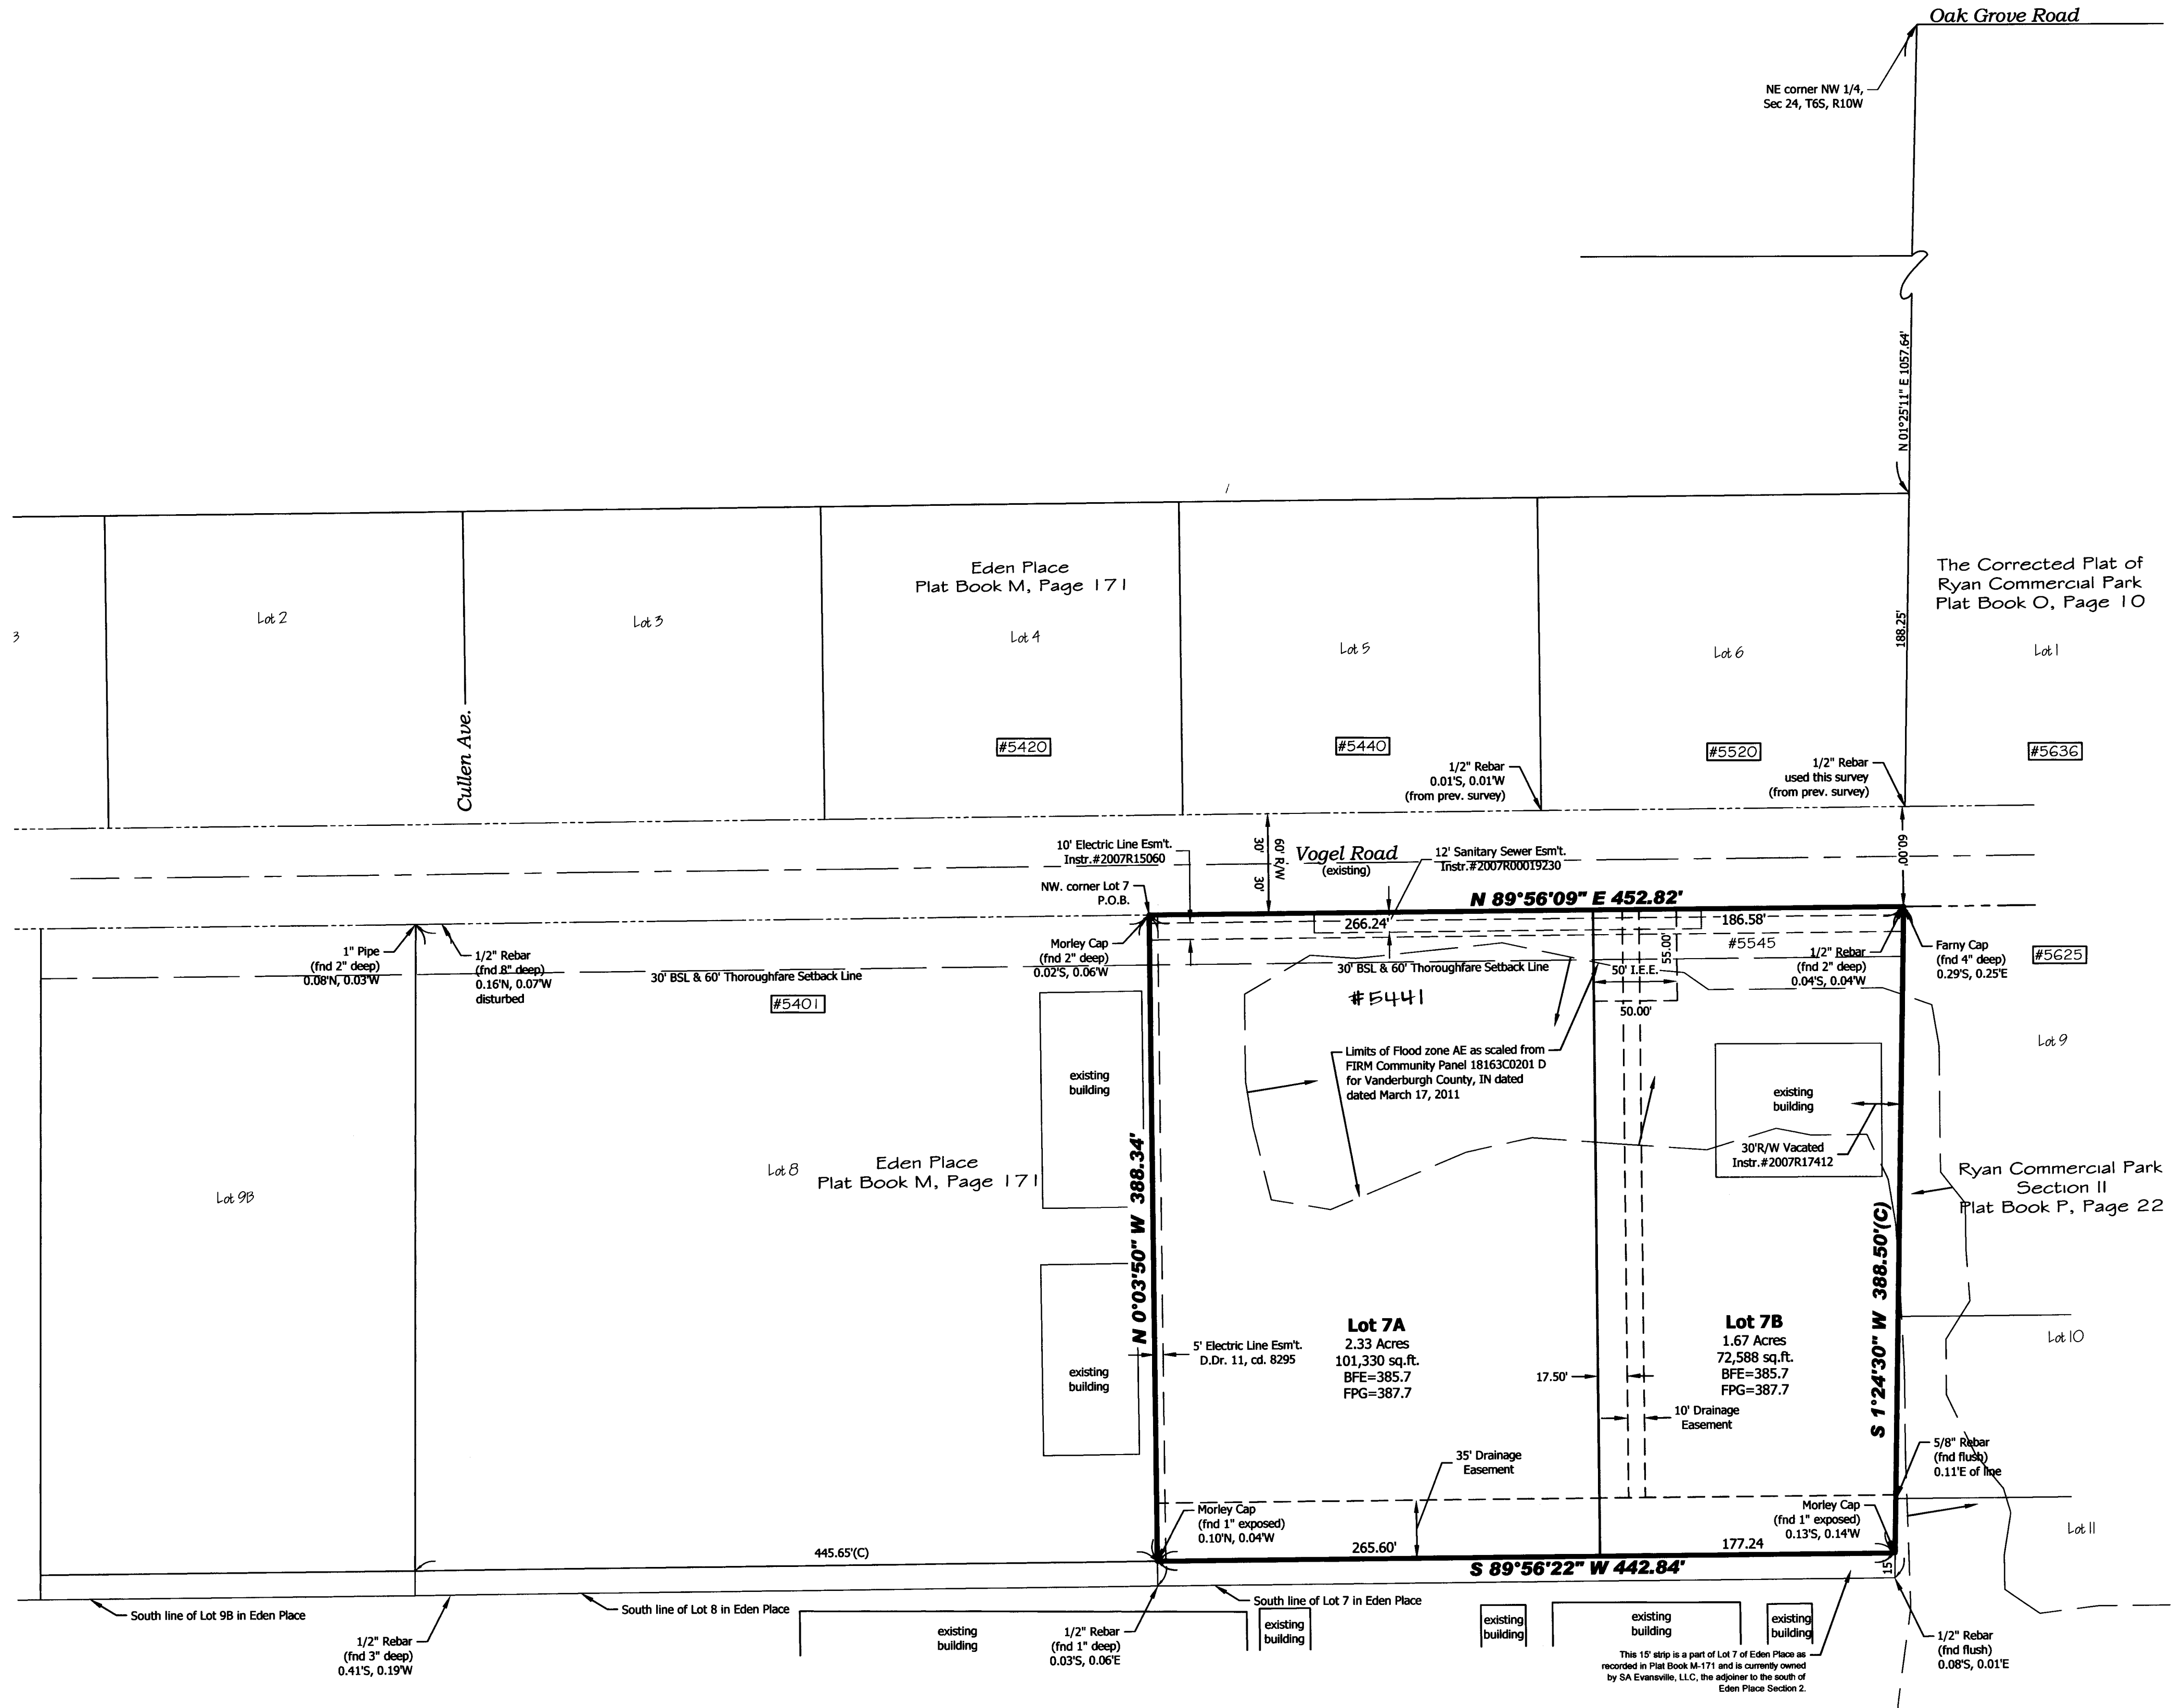 Oak Grove Road
NE corner NW 1/4,
Sec 24, T6S, R10W
N 01°25'11" E 1057.64'
Eden Place
Plat Book M, Page 171
The Corrected Plat of
Ryan Commercial Park
Plat Book O, Page 10
3
Lot 2
Lot 3
Lot 4
Lot 5
Lot 6
188.25'
Lot 1
Cullen Ave.
#5420
#5440
#5520
#5636
1/2" Rebar
0.01'S, 0.01'W
(from prev. survey)
1/2" Rebar
used this survey
(from prev. survey)
10' Electric Line Esm't.
Instr.#2007R15060
30'
30'
60' R/W
Vogel Road
(existing)
12' Sanitary Sewer Esm't.
Instr.#2007R00019230
60.00'
NW. corner Lot 7
P.O.B.
N 89°56'09" E 452.82'
266.24'
186.58'
1" Pipe
(fnd 2" deep)
0.08'N, 0.03'W
1/2" Rebar
(fnd 8" deep)
0.16'N, 0.07'W
disturbed
30' BSL & 60' Thoroughfare Setback Line
#5401
Morley Cap
(fnd 2" deep)
0.02'S, 0.06'W
30' BSL & 60' Thoroughfare Setback Line
#5441
55.00'
50' I.E.E.
50.00'
#5545
1/2" Rebar
(fnd 2" deep)
0.04'S, 0.04'W
Farny Cap
(fnd 4" deep)
0.29'S, 0.25'E
#5625
Lot 9
existing
building
Limits of Flood zone AE as scaled from
FIRM Community Panel 18163C0201 D
for Vanderburgh County, IN dated
dated March 17, 2011
existing
building
30'R/W Vacated
Instr.#2007R17412
Lot 9B
Lot 8
Eden Place
Plat Book M, Page 171
N 0°03'50" W 388.34'
Ryan Commercial Park
Section II
Plat Book P, Page 22
S 1°24'30" W 388.50'(C)
existing
building
5' Electric Line Esm't.
D.Dr. 11, cd. 8295
Lot 7A
2.33 Acres
101,330 sq.ft.
BFE=385.7
FPG=387.7
Lot 7B
1.67 Acres
72,588 sq.ft.
BFE=385.7
FPG=387.7
Lot 10
17.50'
10' Drainage
Easement
35' Drainage
Easement
5/8" Rebar
(fnd flush)
0.11'E of line
Morley Cap
(fnd 1" exposed)
0.10'N, 0.04'W
Morley Cap
(fnd 1" exposed)
0.13'S, 0.14'W
Lot 11
445.65'(C)
265.60'
177.24
S 89°56'22" W 442.84'
15'
South line of Lot 9B in Eden Place
South line of Lot 8 in Eden Place
South line of Lot 7 in Eden Place
1/2" Rebar
(fnd 3" deep)
0.41'S, 0.19'W
existing
building
1/2" Rebar
(fnd 1" deep)
0.03'S, 0.06'E
existing
building
existing
building
existing
building
existing
building
1/2" Rebar
(fnd flush)
0.08'S, 0.01'E
This 15' strip is a part of Lot 7 of Eden Place as
recorded in Plat Book M-171 and is currently owned
by SA Evansville, LLC, the adjoiner to the south of
Eden Place Section 2.